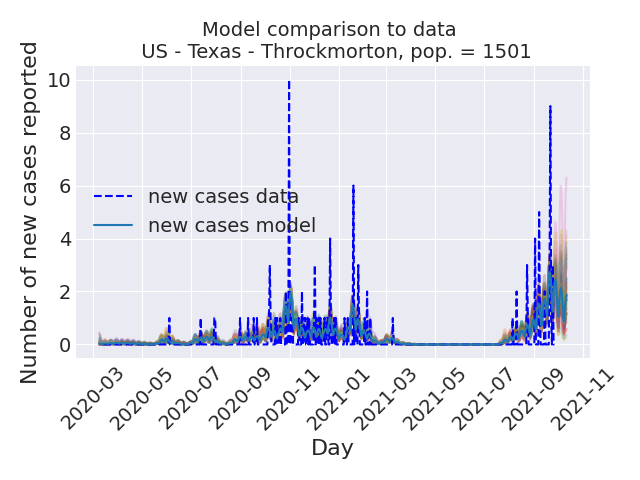 Model comparison to data
US - Texas - Throckmorton, pop. = 1501
Number of new cases reported
10
8
6
4
2
0
new cases data
new cases model
2020-03
2020-05
2020-07
2020-09
2020-11
2021-01
2021-03
2021-05
2021-07
2021-09
2021-11
Day